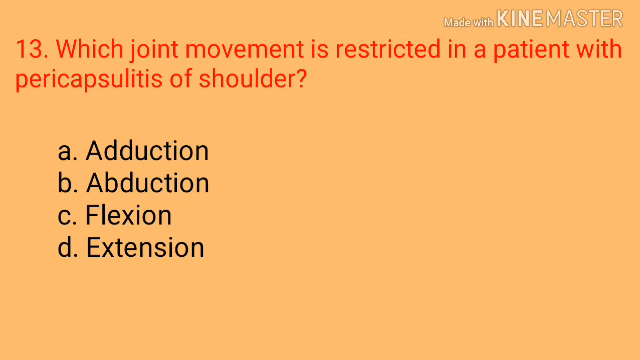 Made with KINEMASTER
13. Which joint movement is restricted in a patient with
pericapsulitis of shoulder?
a. Adduction
b. Abduction
c. Flexion
d. Extension